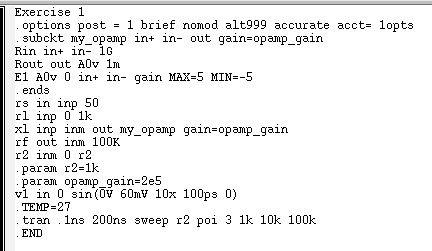 Exercise 1
.options post = 1 brief nomod alt999 accurate acct= 1opts
.subckt my_opamp in+ in- out gain=opamp_gain
Rin in+ in- 1G
Rout out A0v 1m
E1 A0v 0 in+ in- gain MAX=5 MIN=-5
.ends
rs in inp 50
rl inp 0 1k
xl inp inm out my_opamp gain=opamp_gain
rf out inm 100K
r2 inm 0 r2
.param r2=1k
.param opamp_gain=2e5
v1 in 0 sin(0V 60mV 10x 100ps 0)
.TEMP=27
.tran .1ns 200ns sweep r2 poi 3 1k 10k 100k
.END